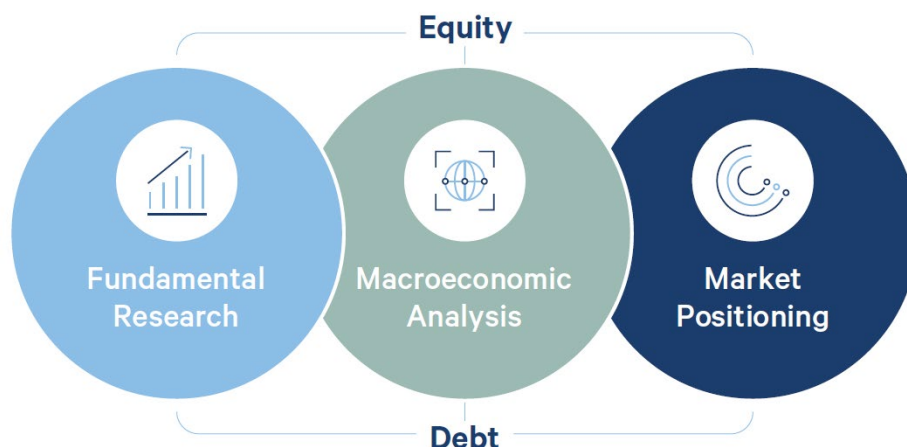 Equity
Fundamental
Research
Macroeconomic
Analysis
Market
Positioning
Debt